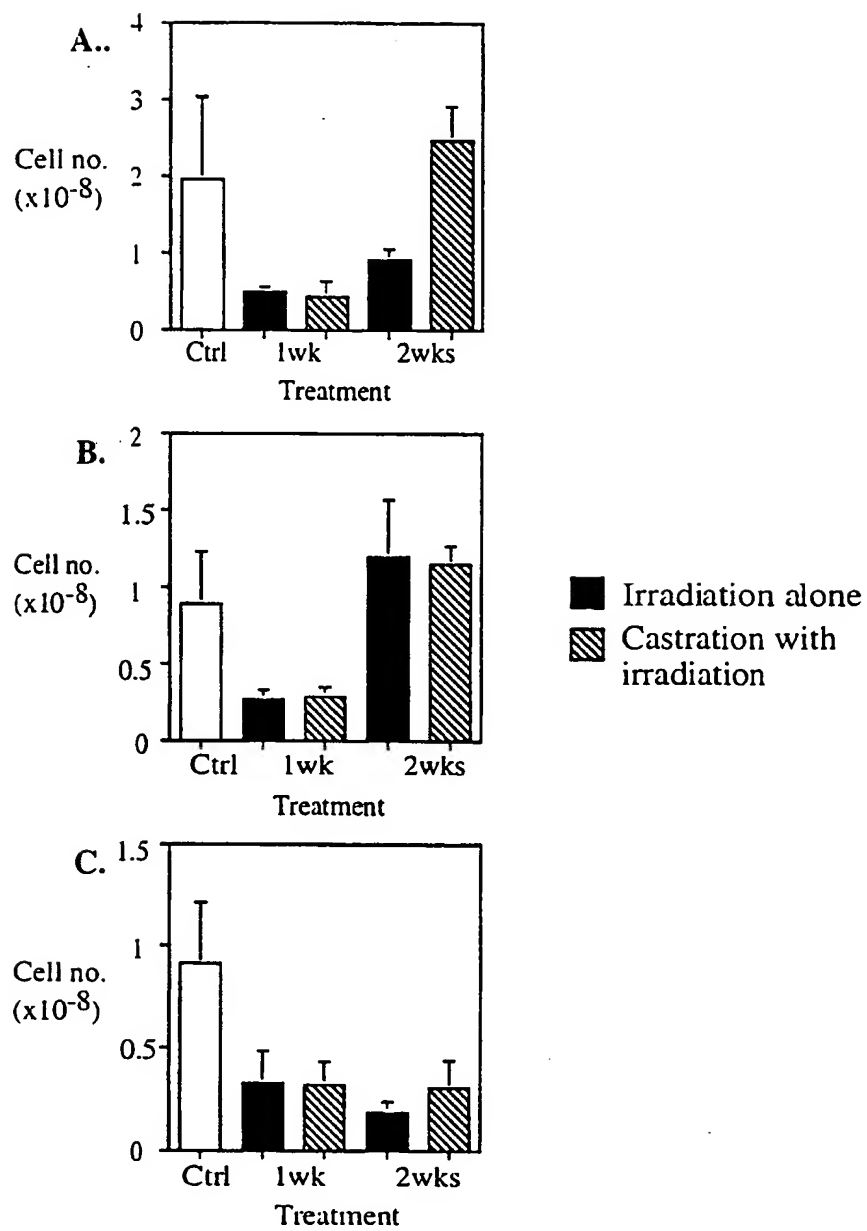 A..
4
3
2
1
0
Cell no.
(x10-8)
Ctrl 1wk 2wks
Treatment
B.
2
1.5
1
0.5
0
Cell no.
(x10-8)
Ctrl 1wk 2wks
Treatment
Irradiation alone
Castration with
irradiation
C.
1.5
1
0.5
0
Cell no.
(x10-8)
Ctrl 1wk 2wks
Treatment